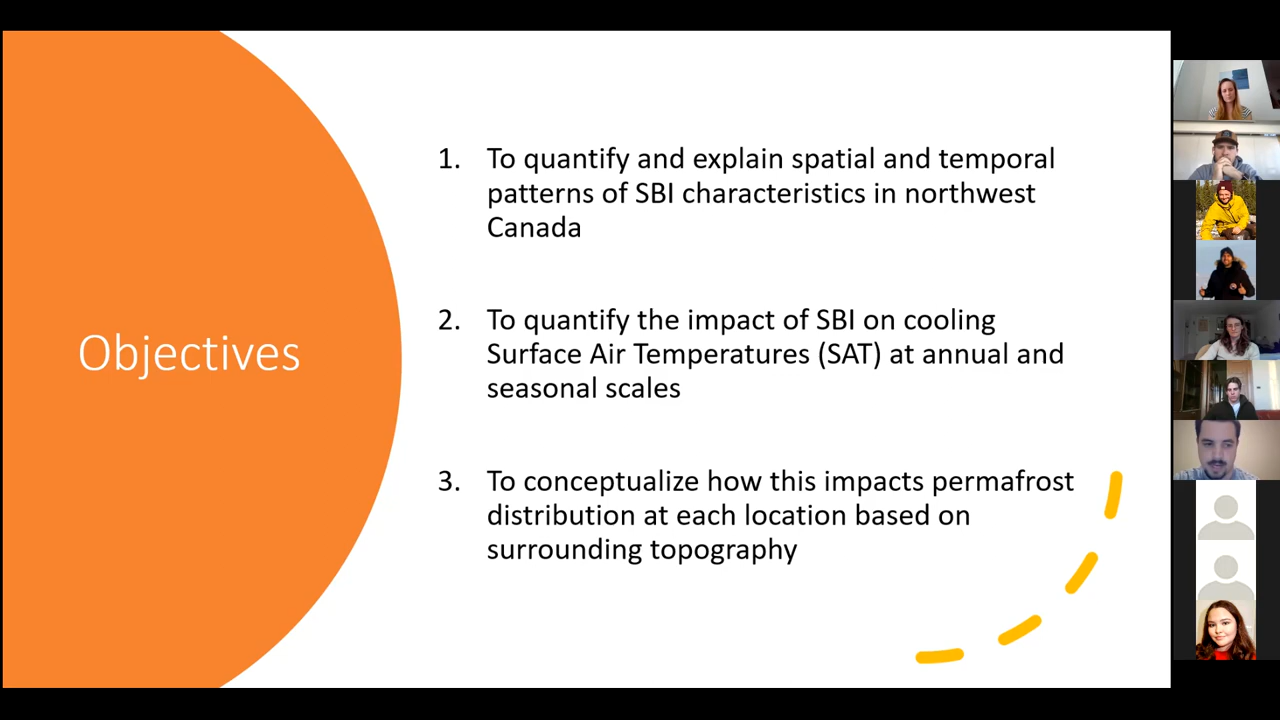 Objectives
1. To quantify and explain spatial and temporal
patterns of SBI characteristics in northwest
Canada
2. To quantify the impact of SBI on cooling
Surface Air Temperatures (SAT) at annual and
seasonal scales
3. To conceptualize how this impacts permafrost
distribution at each location based on
surrounding topography